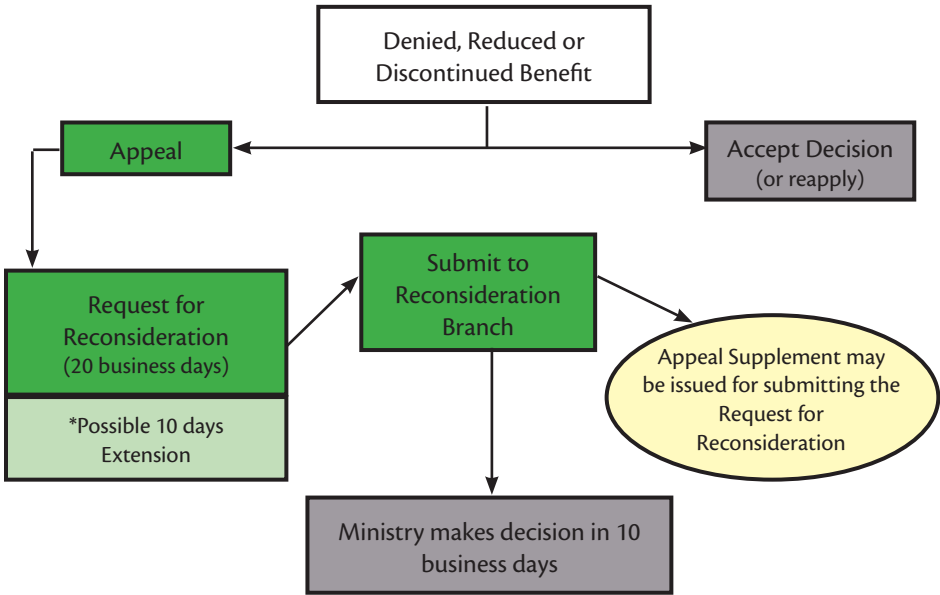 Denied, Reduced or
Discontinued Benefit
Appeal
Accept Decision
(or reapply)
Request for
Reconsideration
(20 business days)
*Possible 10 days
Extension
Submit to
Reconsideration
Branch
Appeal Supplement may
be issued for submitting the
Request for
Reconsideration
Ministry makes decision in 10
business days